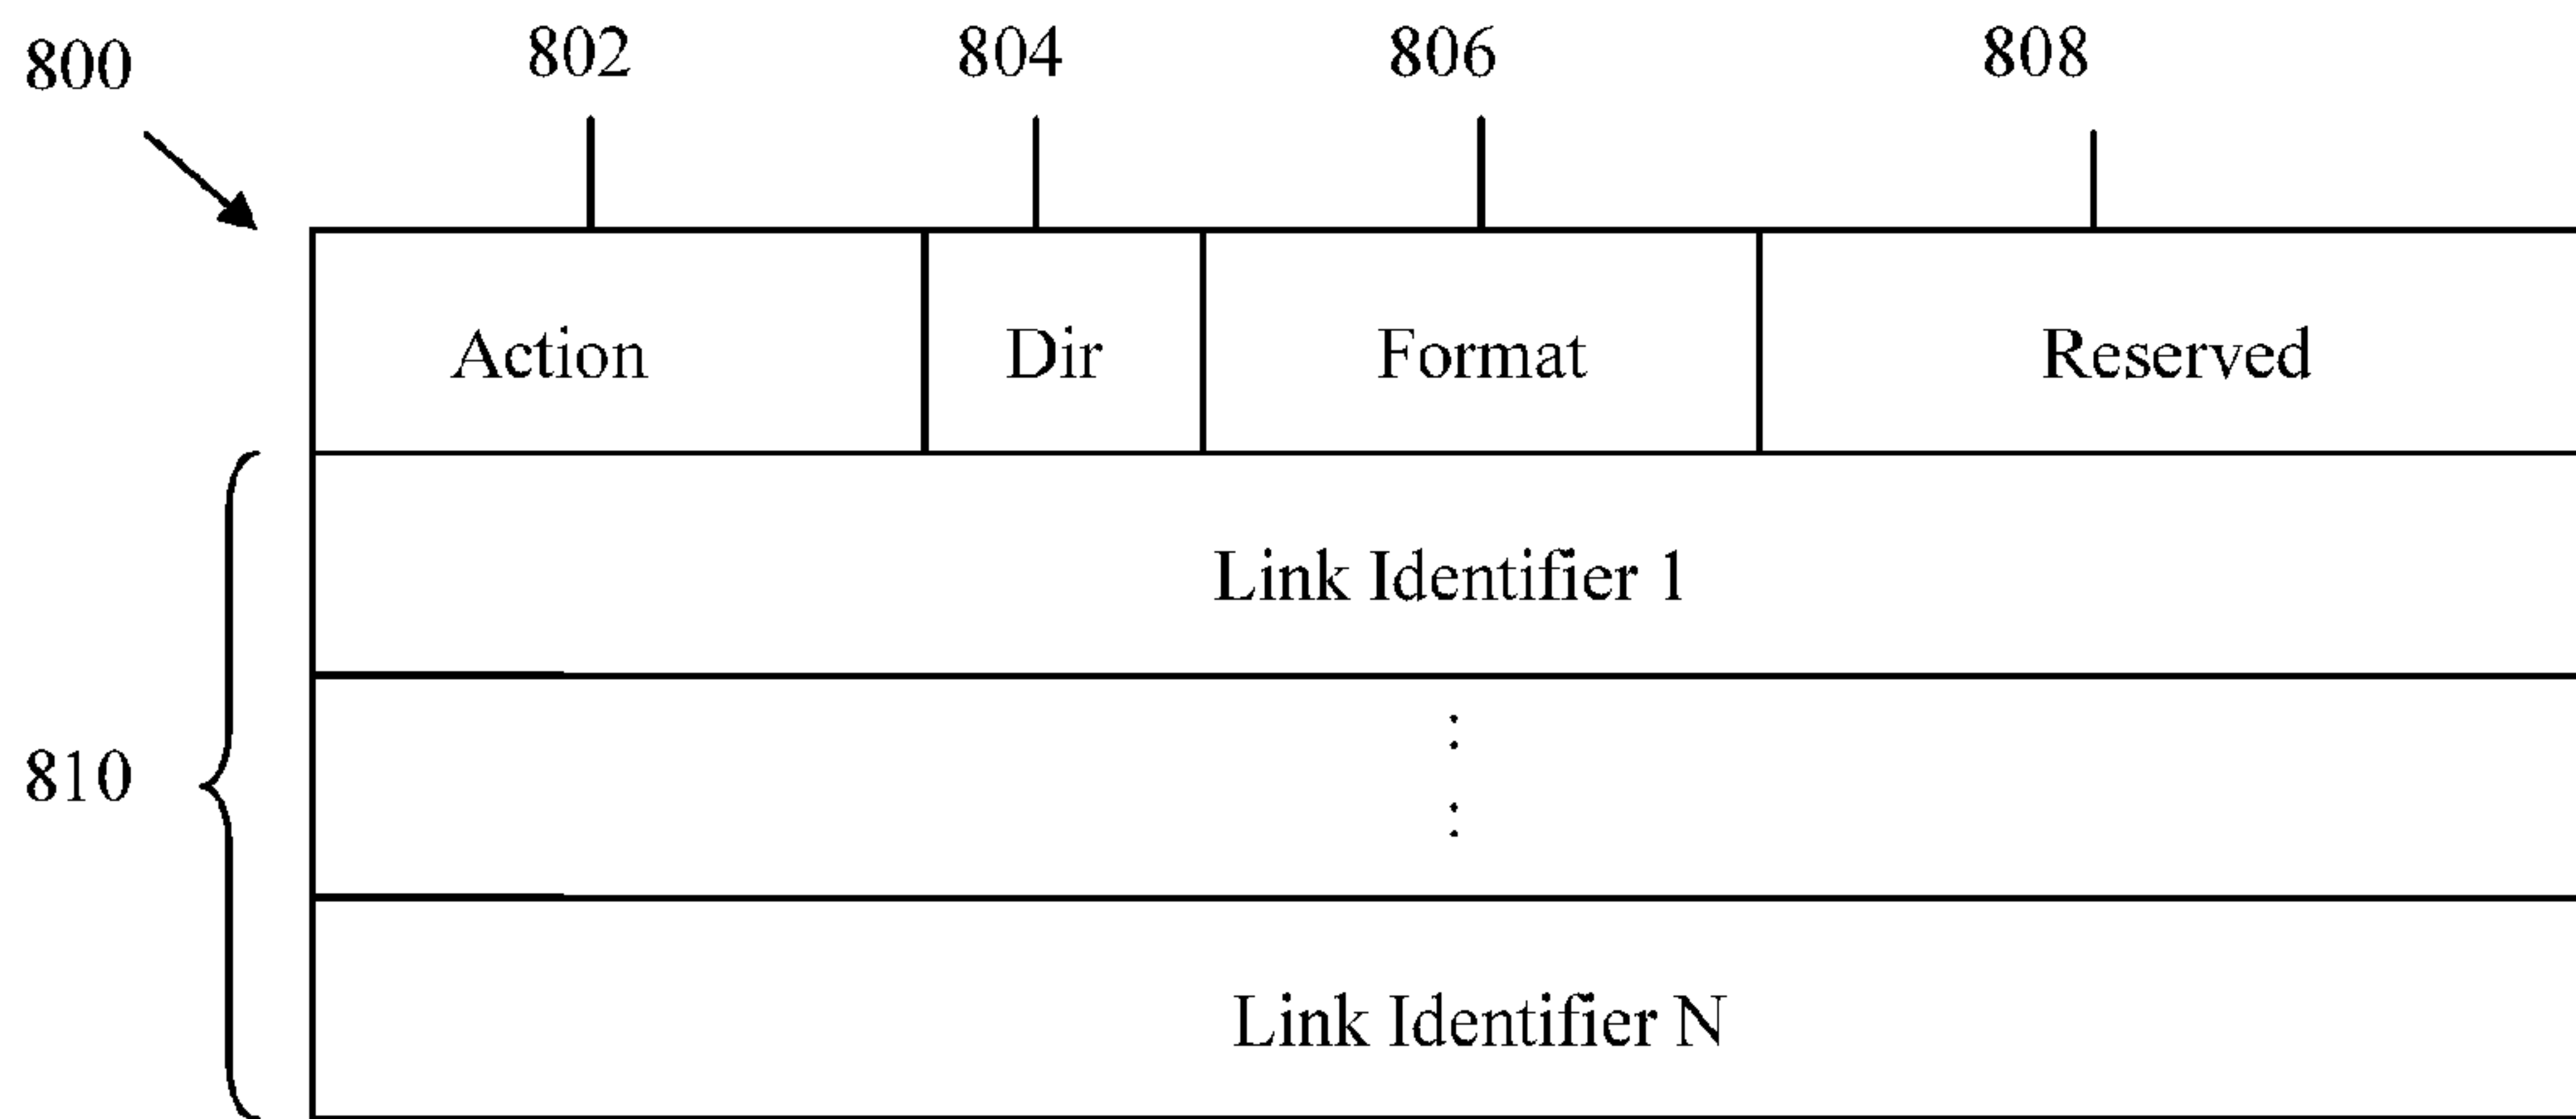 800 802 804 806 808
Action Dir Format Reserved
Link Identifier 1
810
Link Identifier N